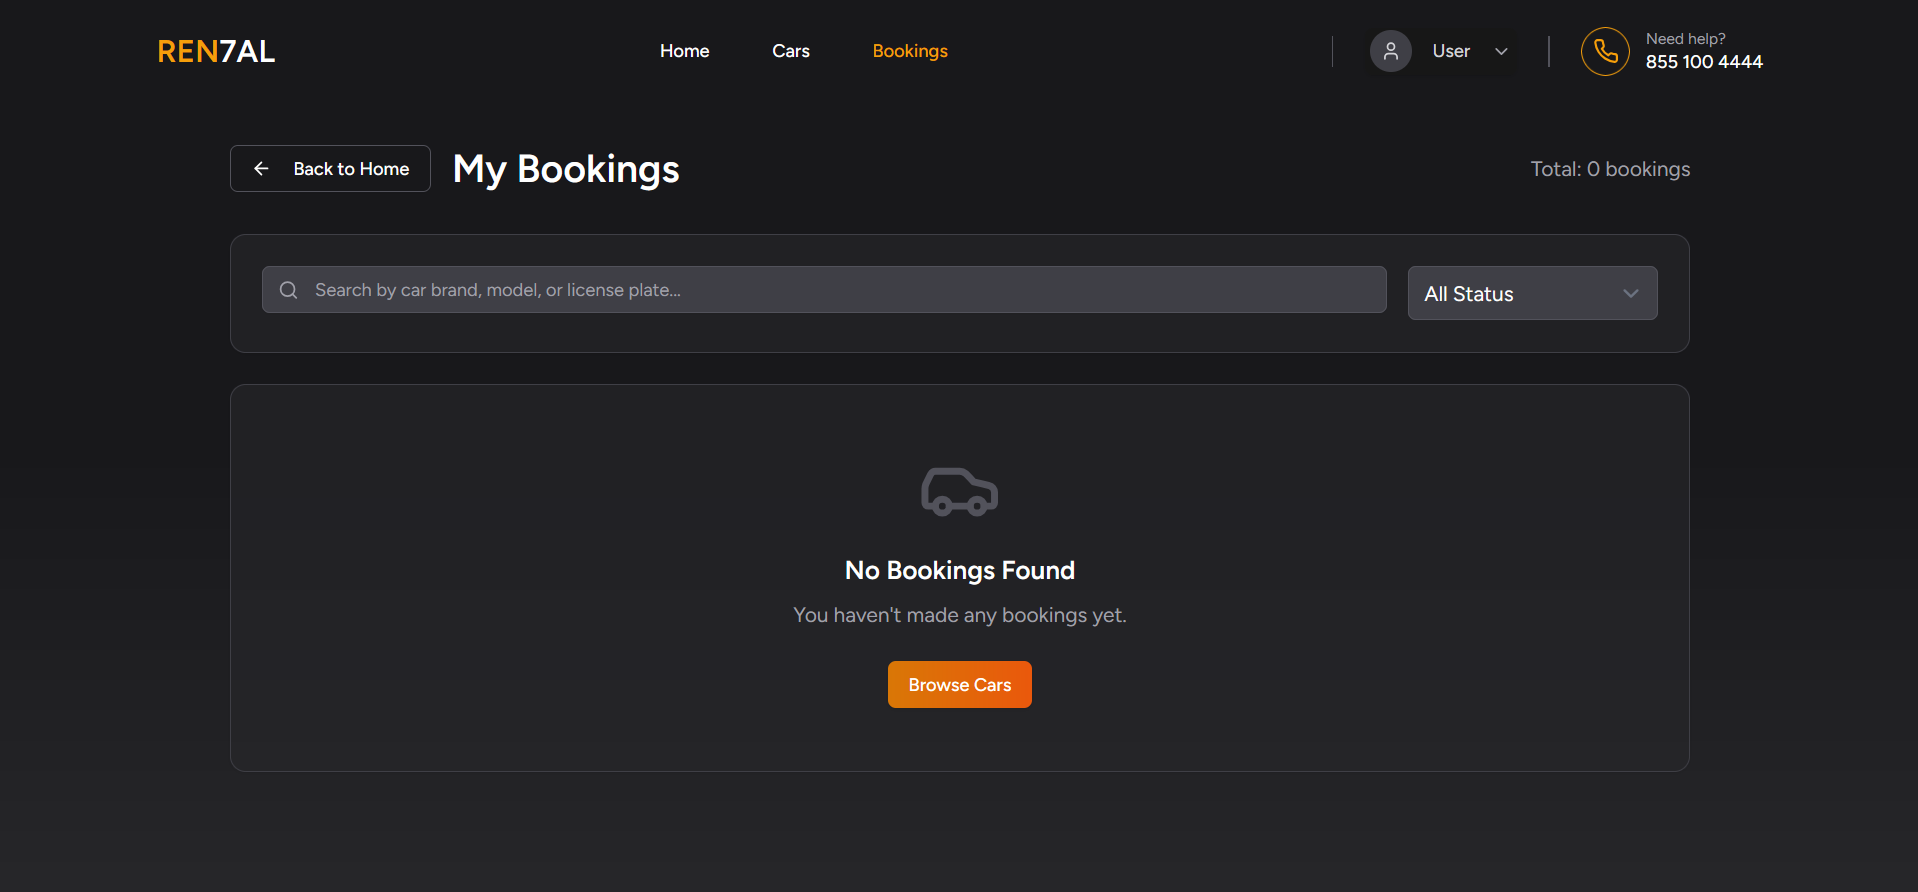 REN7AL
Home
Cars
Bookings
User
Need help?
855 100 4444
Back to Home
My Bookings
Total: 0 bookings
Search by car brand, model, or license plate...
All Status
No Bookings Found
You haven't made any bookings yet.
Browse Cars